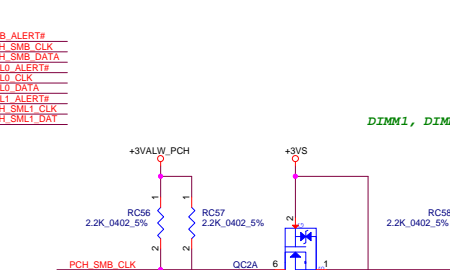 B_ALERT#
H_SMB_CLK
H_SMB_DATA
L0_ALERT#
L0_CLK
L0_DATA
L1_ALERT#
H_SML1_CLK
H_SML1_DAT
DIMM1, DIM
+3VALW_PCH
+3VS
1
1
RC56
2.2K_0402_5%
RC57
2.2K_0402_5%
RC58
2.2K_0402_5%
2
2
2
PCH_SMB_CLK
QC2A
6
1